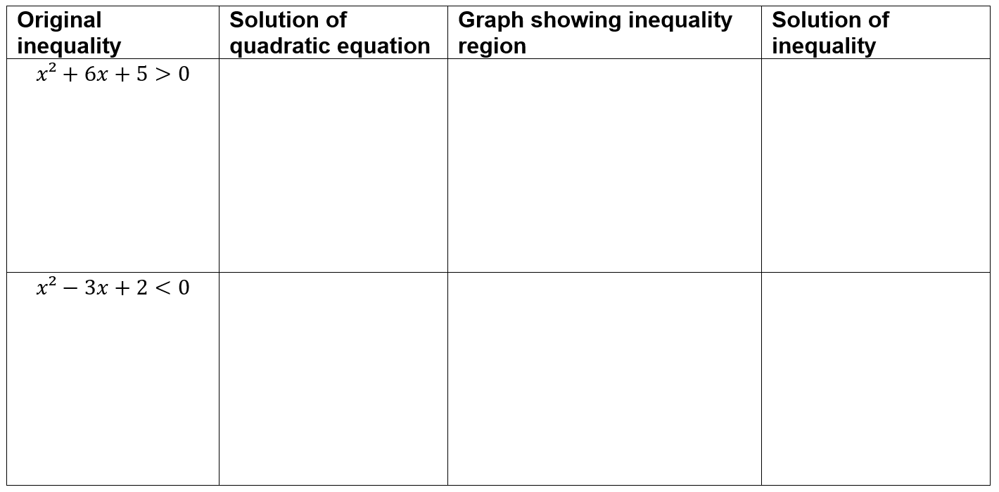 Original
inequality
Solution of
quadratic equation
Graph showing inequality
region
Solution of
inequality
𝑥² + 6𝑥 + 5 > 0
𝑥² − 3𝑥 + 2 < 0